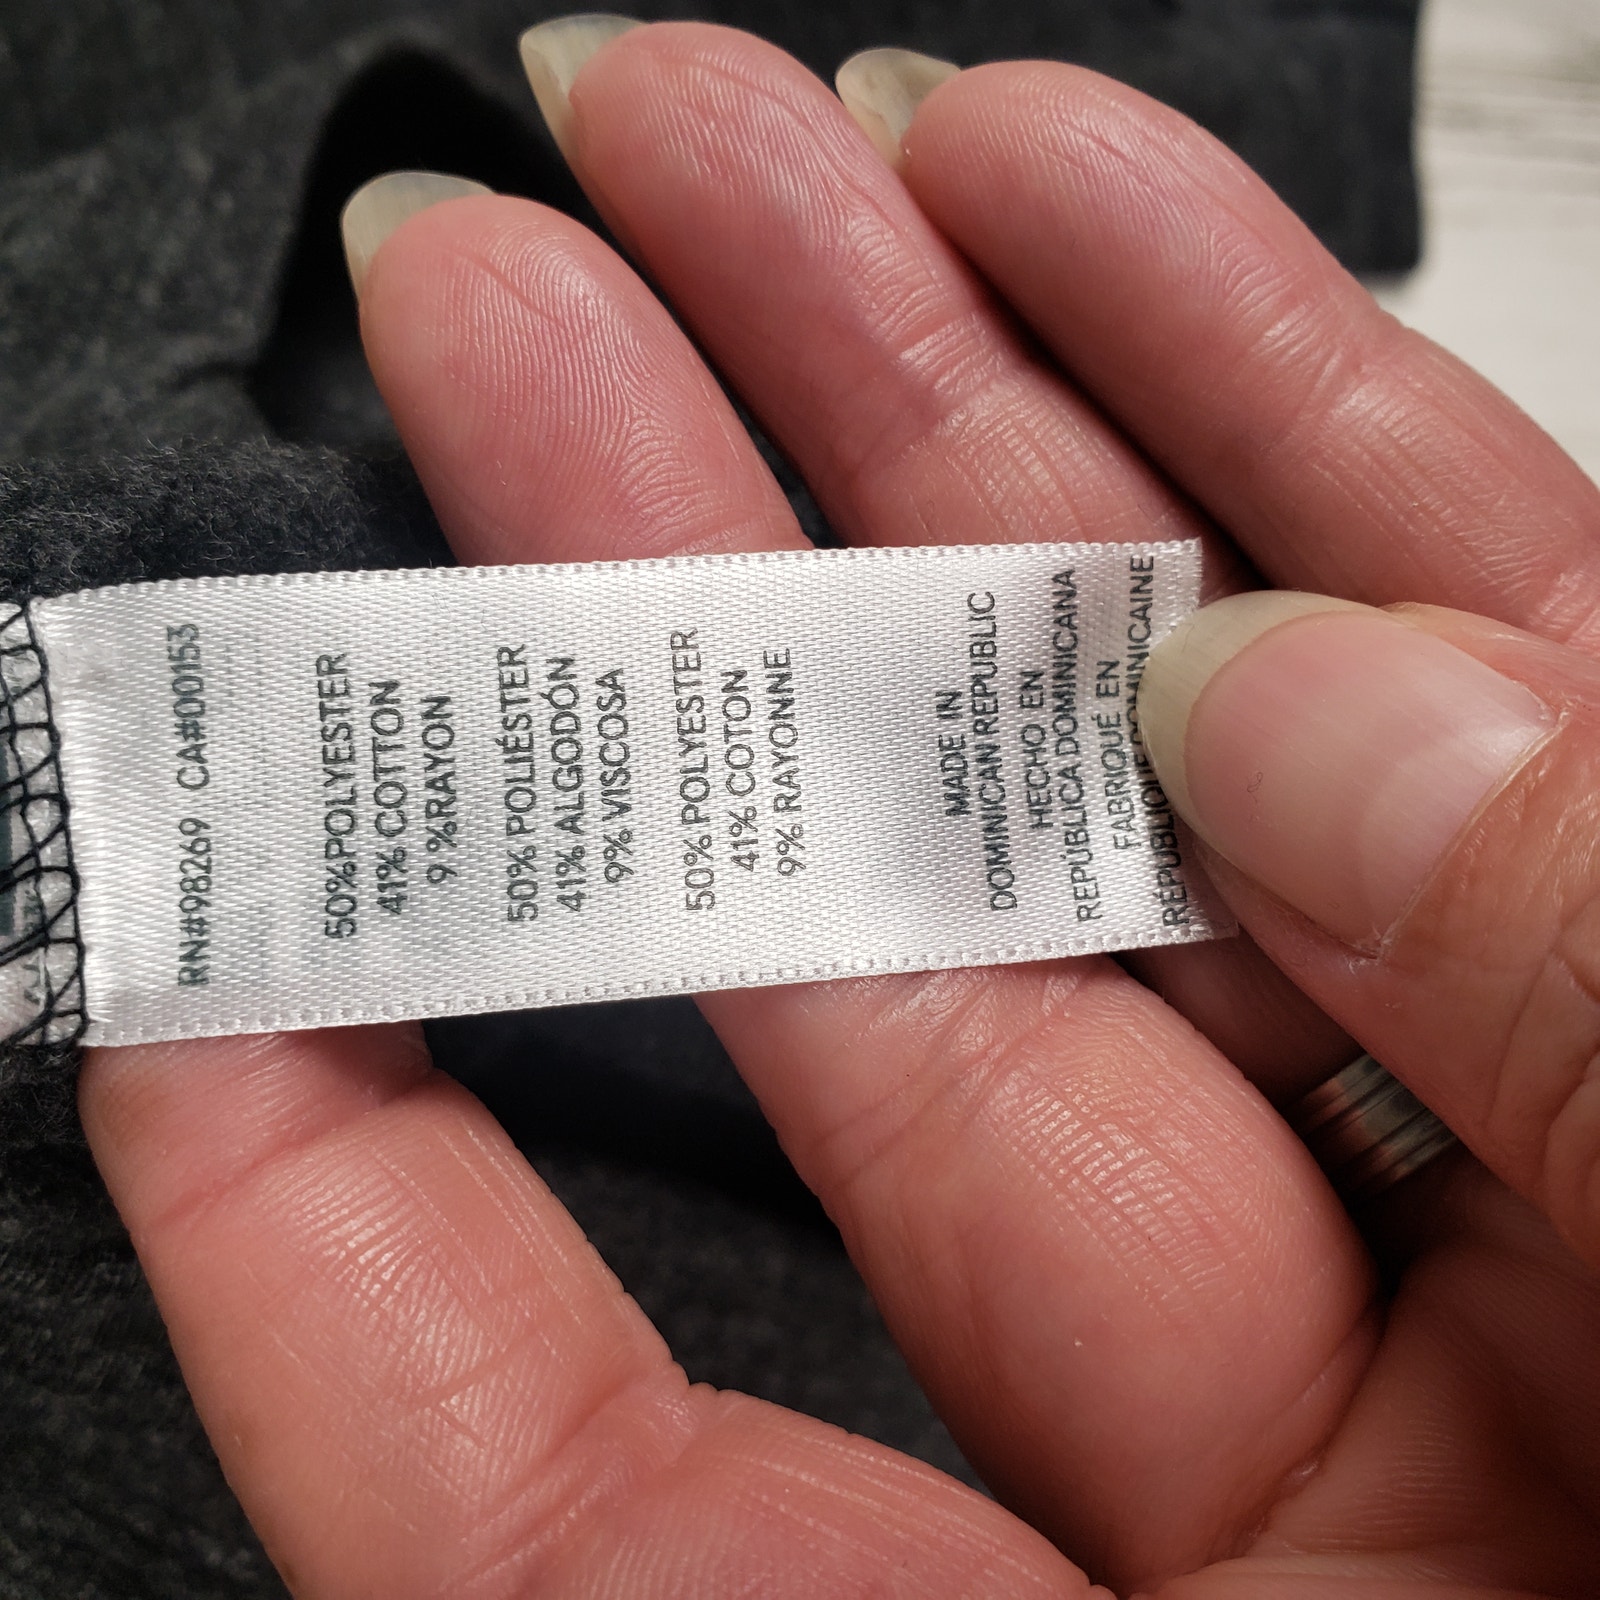 RN#98269 CA#00153
50%POLYESTER
41% COTTON
9 %RAYON
50% POLIÉSTER
41% ALGODÓN
9% VISCOSA
50% POLYESTER
41% COTON
9% RAYONNE
MADE IN
DOMINICAN REPUBLIC
HECHO EN
REPÚBLICA DOMINICANA
FABRIQUÉ EN
RÉPUBLIQUE DOMINICAINE